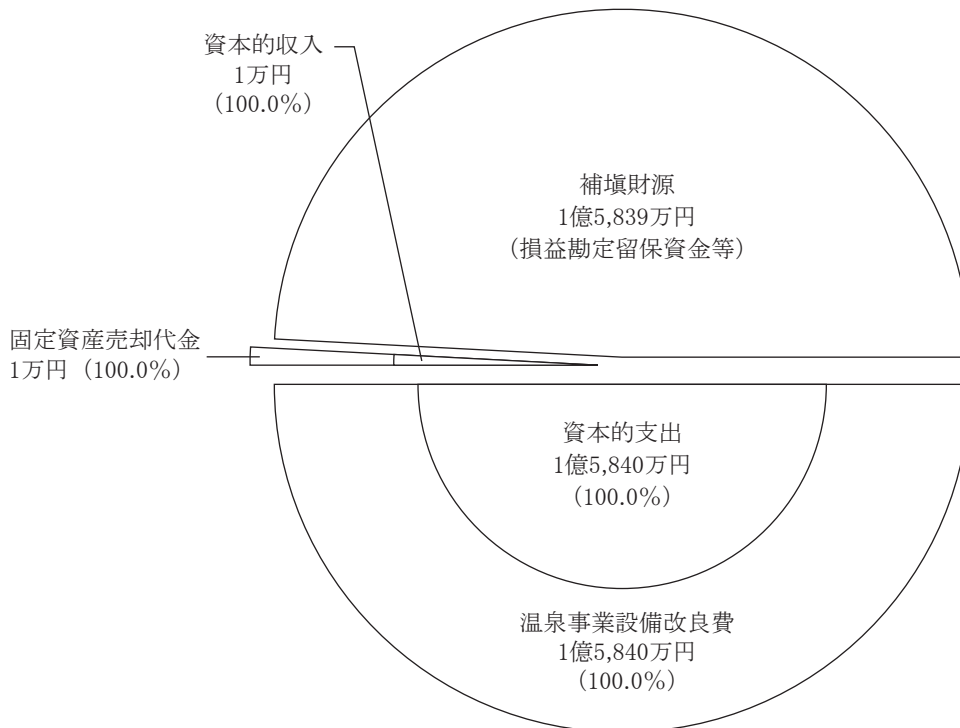 資本的収入
1万円
（100.0%）
補塡財源
1億5,839万円
（損益勘定留保資金等）
固定資産売却代金
1万円（100.0%）
資本的支出
1億5,840万円
（100.0%）
温泉事業設備改良費
1億5,840万円
（100.0%）